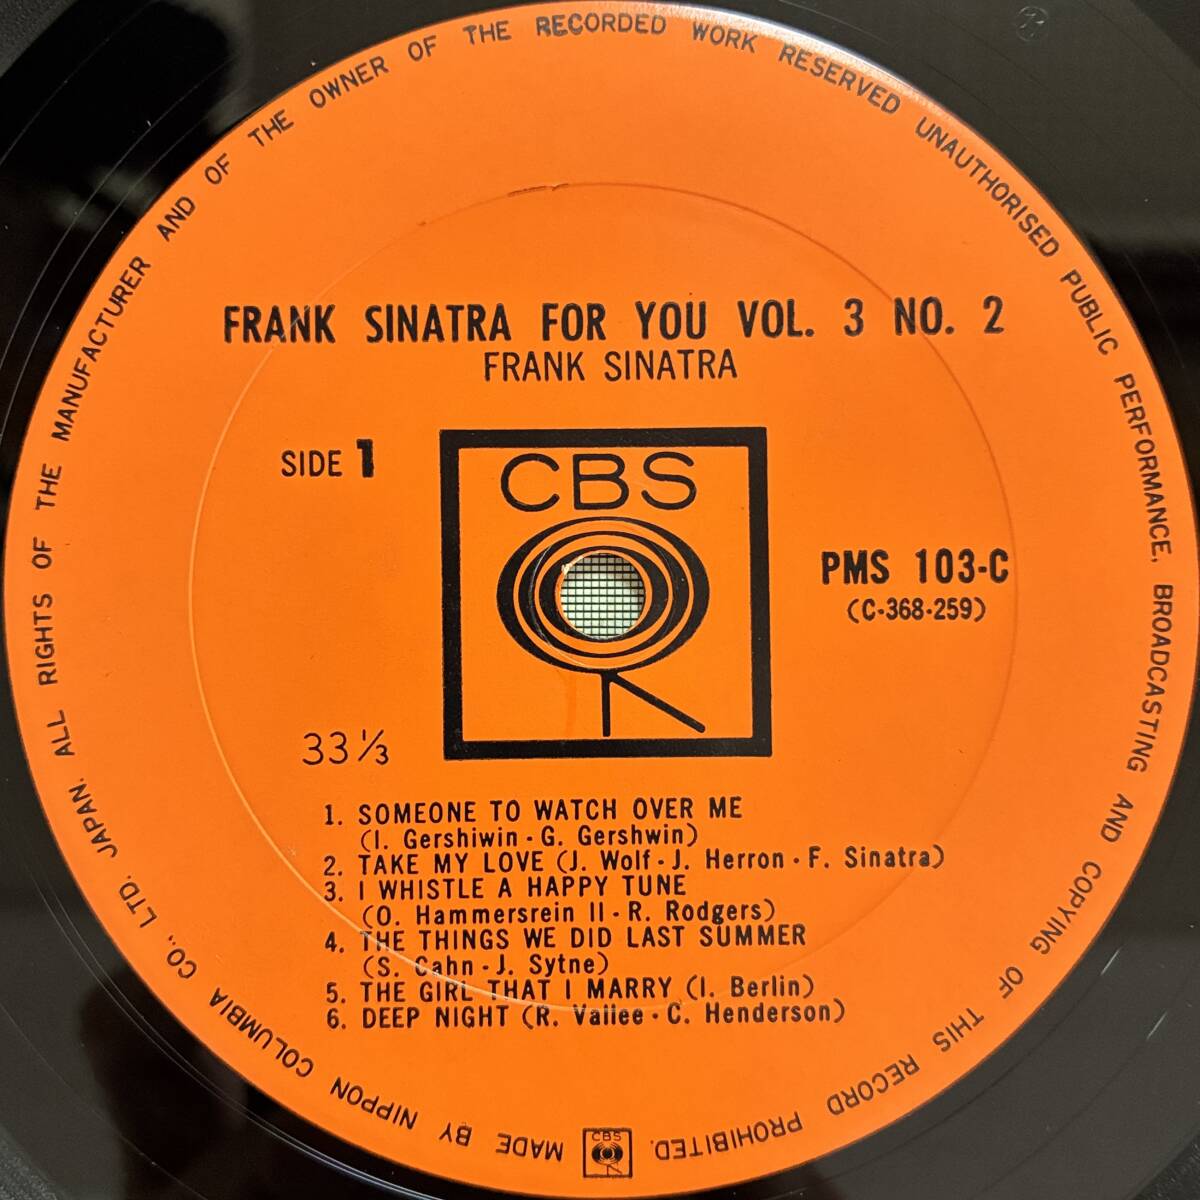 FRANK SINATRA FOR YOU VOL. 3 NO. 2
FRANK SINATRA
SIDE 1
CBS
PMS 103-C
(C-368-259)
33 ⅓
1. SOMEONE TO WATCH OVER ME
(I. Gershiwin - G. Gershwin)
2. TAKE MY LOVE (J. Wolf - J. Herron - F. Sinatra)
3. I WHISTLE A HAPPY TUNE
(O. Hammersrein II - R. Rodgers)
4. THE THINGS WE DID LAST SUMMER
(S. Cahn - J. Sytne)
5. THE GIRL THAT I MARRY (I. Berlin)
6. DEEP NIGHT (R. Vallee - C. Henderson)
MADE BY NIPPON COLUMBIA CO., LTD. JAPAN. ALL RIGHTS OF THE MANUFACTURER AND OF THE OWNER OF THE RECORDED WORK RESERVED UNAUTHORISED PUBLIC PERFORMANCE, BROADCASTING AND COPYING OF THIS RECORD PROHIBITED.
CBS